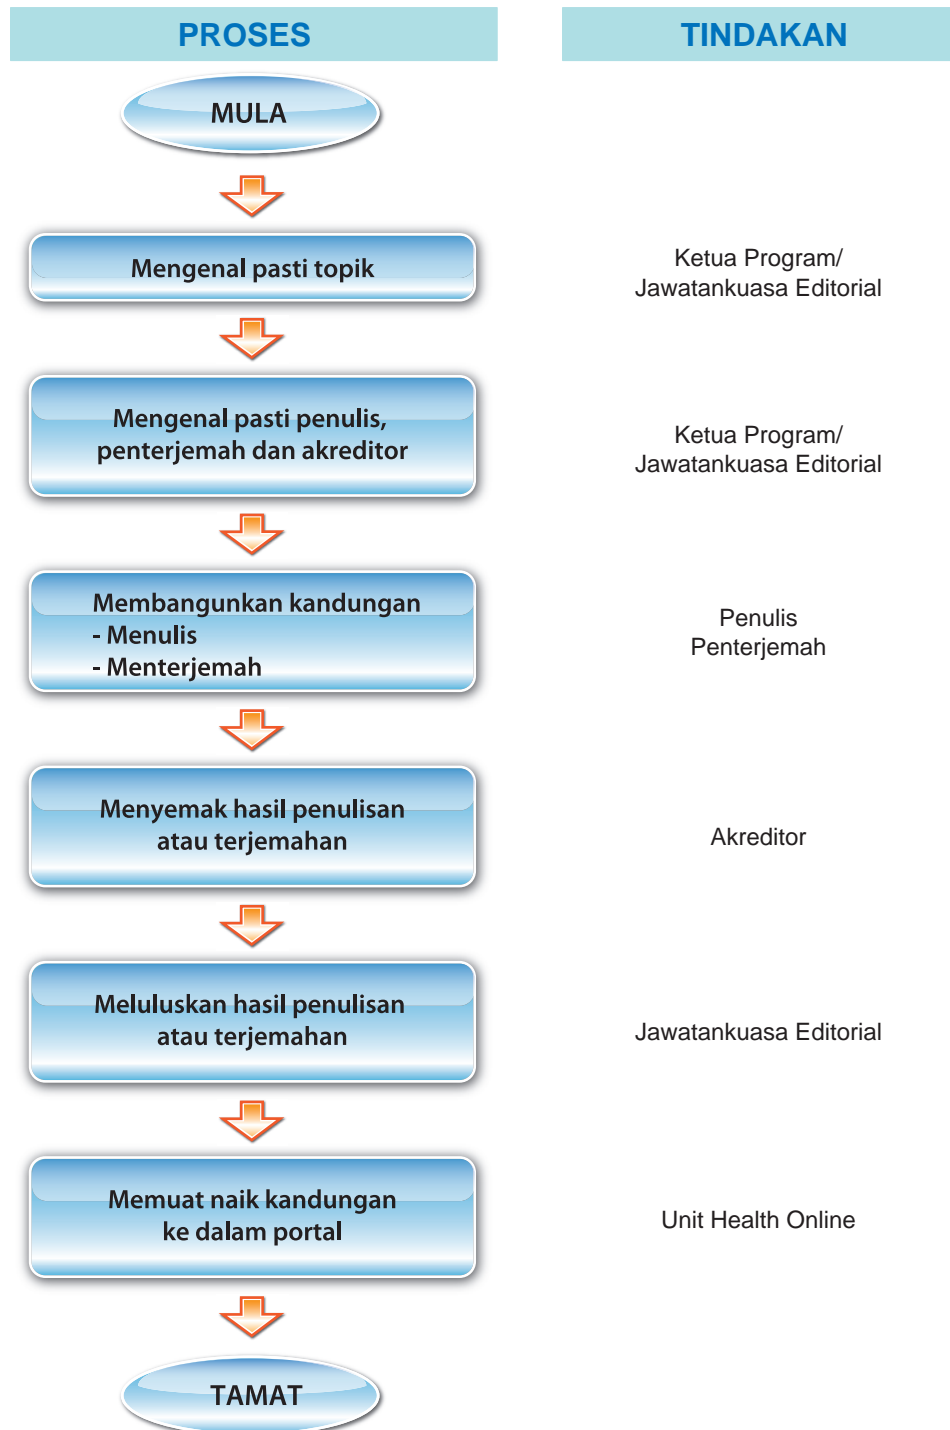 PROSES
TINDAKAN
MULA
Mengenal pasti topik
Ketua Program/
Jawatankuasa Editorial
Mengenal pasti penulis,
penterjemah dan akreditor
Ketua Program/
Jawatankuasa Editorial
Membangunkan kandungan
- Menulis
- Menterjemah
Penulis
Penterjemah
Menyemak hasil penulisan
atau terjemahan
Akreditor
Meluluskan hasil penulisan
atau terjemahan
Jawatankuasa Editorial
Memuat naik kandungan
ke dalam portal
Unit Health Online
TAMAT